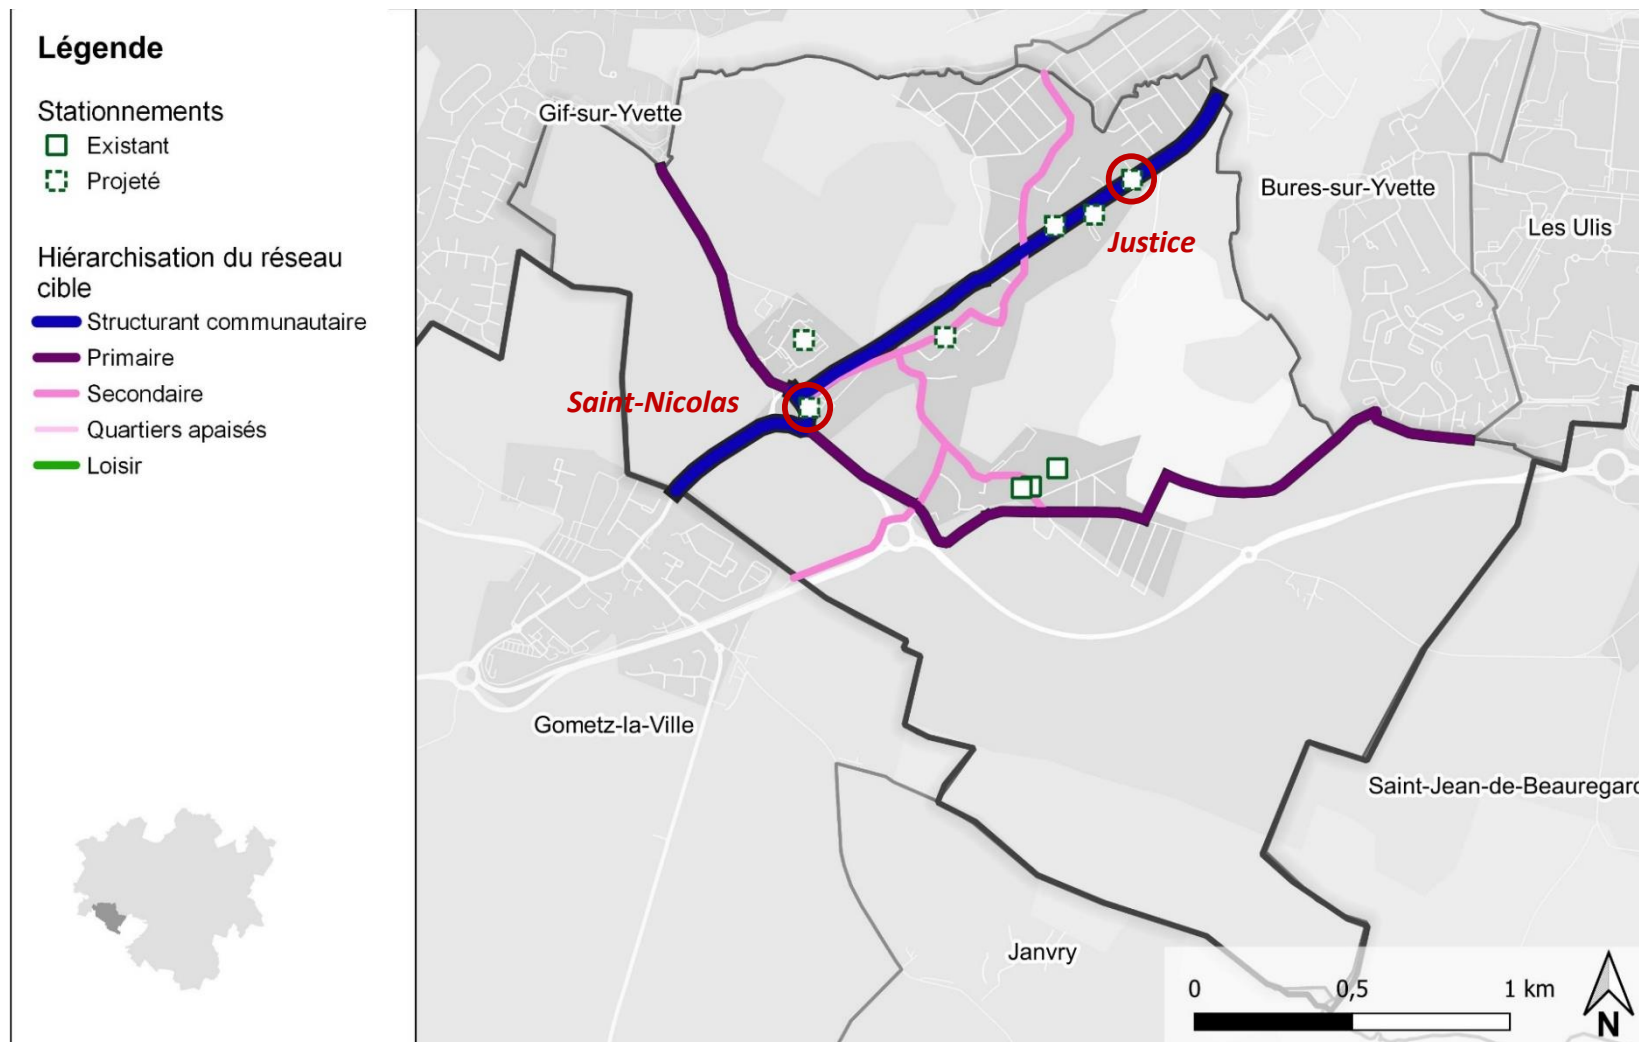 Légende
Stationnements
Existant
Projeté
Hiérarchisation du réseau
cible
Structurant communautaire
Primaire
Secondaire
Quartiers apaisés
Loisir
Gif-sur-Yvette
Bures-sur-Yvette
Les Ulis
Justice
Saint-Nicolas
Gometz-la-Ville
Saint-Jean-de-Beauregard
Janvry
0 0,5 1 km
N